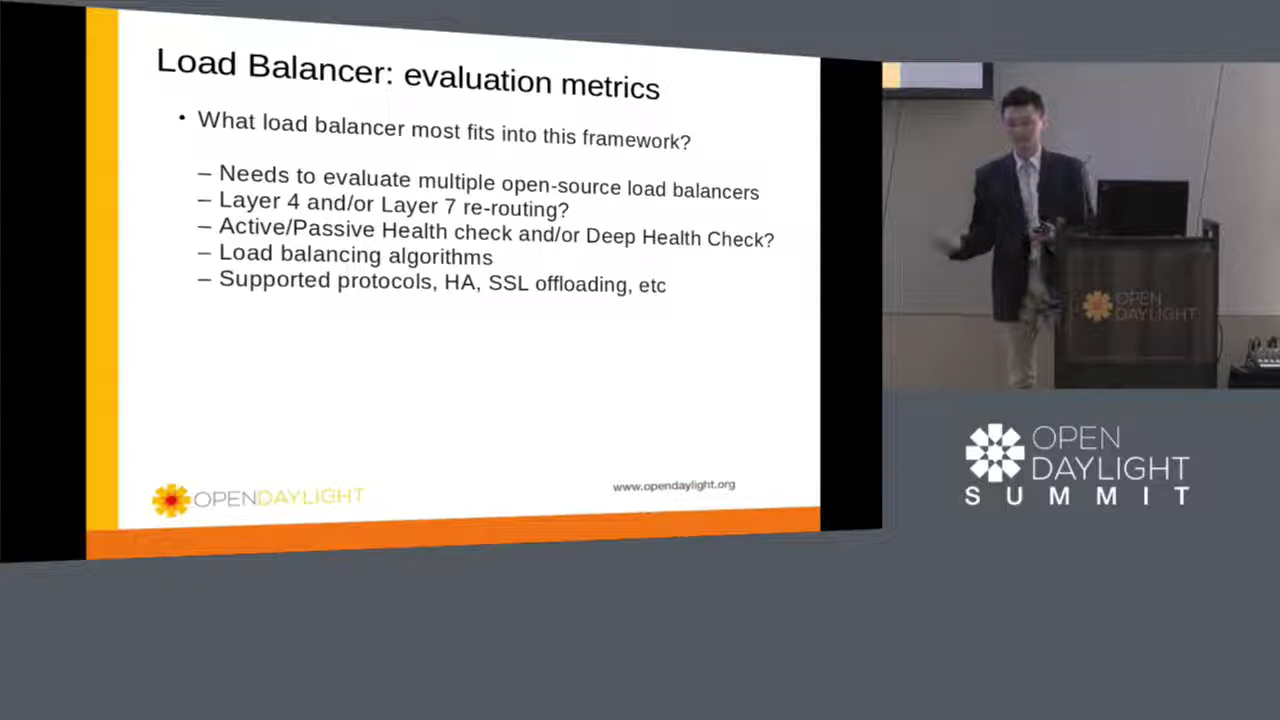 Load Balancer: evaluation metrics
• What load balancer most fits into this framework?
– Needs to evaluate multiple open-source load balancers
– Layer 4 and/or Layer 7 re-routing?
– Active/Passive Health check and/or Deep Health Check?
– Load balancing algorithms
– Supported protocols, HA, SSL offloading, etc
OPENDAYLIGHT
www.opendaylight.org
OPEN
DAYLIGHT
OPEN
DAYLIGHT
SUMMIT